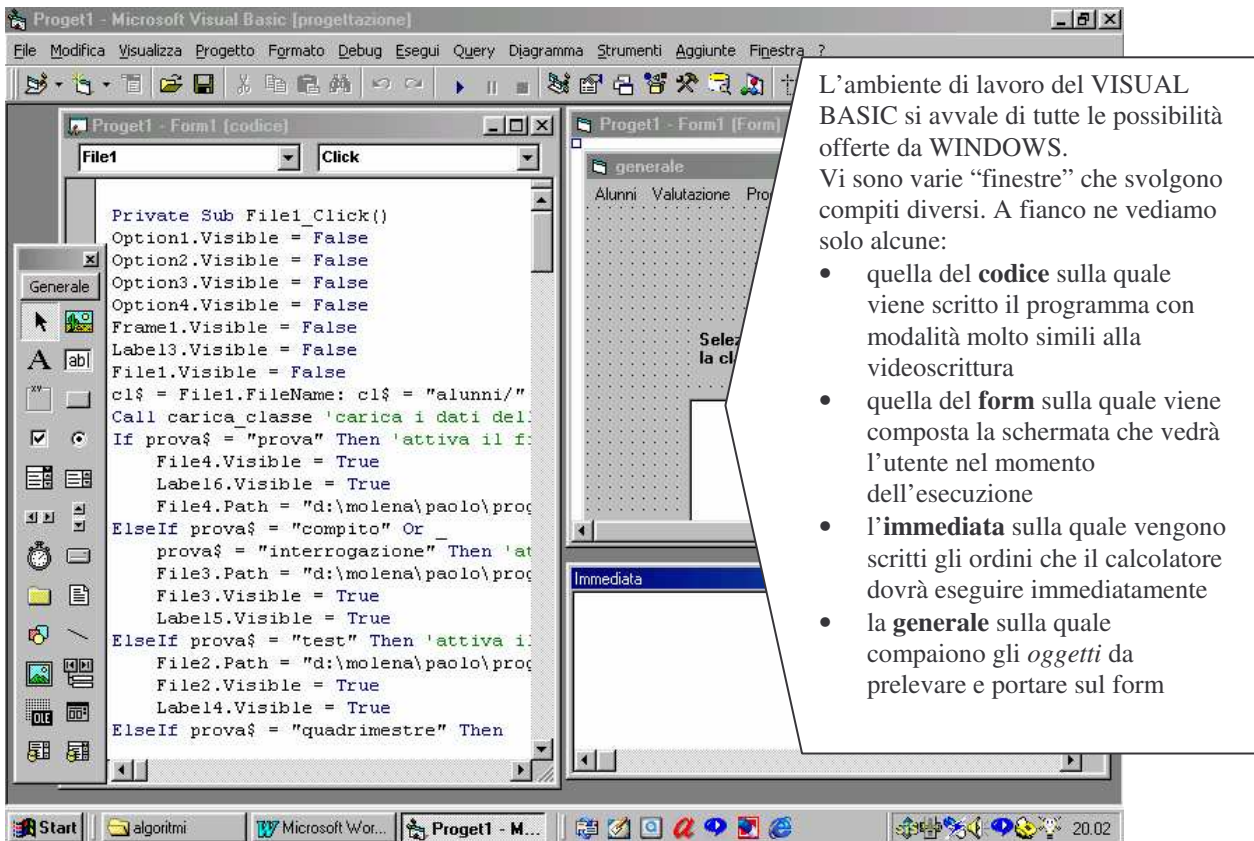 Proget1 - Microsoft Visual Basic [progettazione]
File Modifica Visualizza Progetto Formato Debug Esegui Query Diagramma Strumenti Aggiunte Finestra ?
Proget1 - Form1 (codice)
File1
Click
Private Sub File1_Click()
Option1.Visible = False
Option2.Visible = False
Option3.Visible = False
Option4.Visible = False
Frame1.Visible = False
Label3.Visible = False
File1.Visible = False
cl$ = File1.FileName: cl$ = "alunni/"
Call carica_classe 'carica i dati del
If prova$ = "prova" Then 'attiva il
File4.Visible = True
Label6.Visible = True
File4.Path = "d:\molena\paolo\prog
ElseIf prova$ = "compito" Or _
prova$ = "interrogazione" Then 'at
File3.Path = "d:\molena\paolo\prog
File3.Visible = True
Label5.Visible = True
ElseIf prova$ = "test" Then 'attiva i
File2.Path = "d:\molena\paolo\prog
File2.Visible = True
Label4.Visible = True
ElseIf prova$ = "quadrimestre" Then
Generale
A
ab
XY
OLE
Proget1 - Form1 (Form)
generale
Alunni Valutazione Pro
Selez
la cl
Immediata
L'ambiente di lavoro del VISUAL
BASIC si avvale di tutte le possibilità
offerte da WINDOWS.
Vi sono varie “finestre” che svolgono
compiti diversi. A fianco ne vediamo
solo alcune:
• quella del codice sulla quale
viene scritto il programma con
modalità molto simili alla
videoscrittura
• quella del form sulla quale viene
composta la schermata che vedrà
l'utente nel momento
dell'esecuzione
• l'immediata sulla quale vengono
scritti gli ordini che il calcolatore
dovrà eseguire immediatamente
• la generale sulla quale
compaiono gli oggetti da
prelevare e portare sul form
Start
algoritmi
Microsoft Wor...
Proget1 - M...
20.02